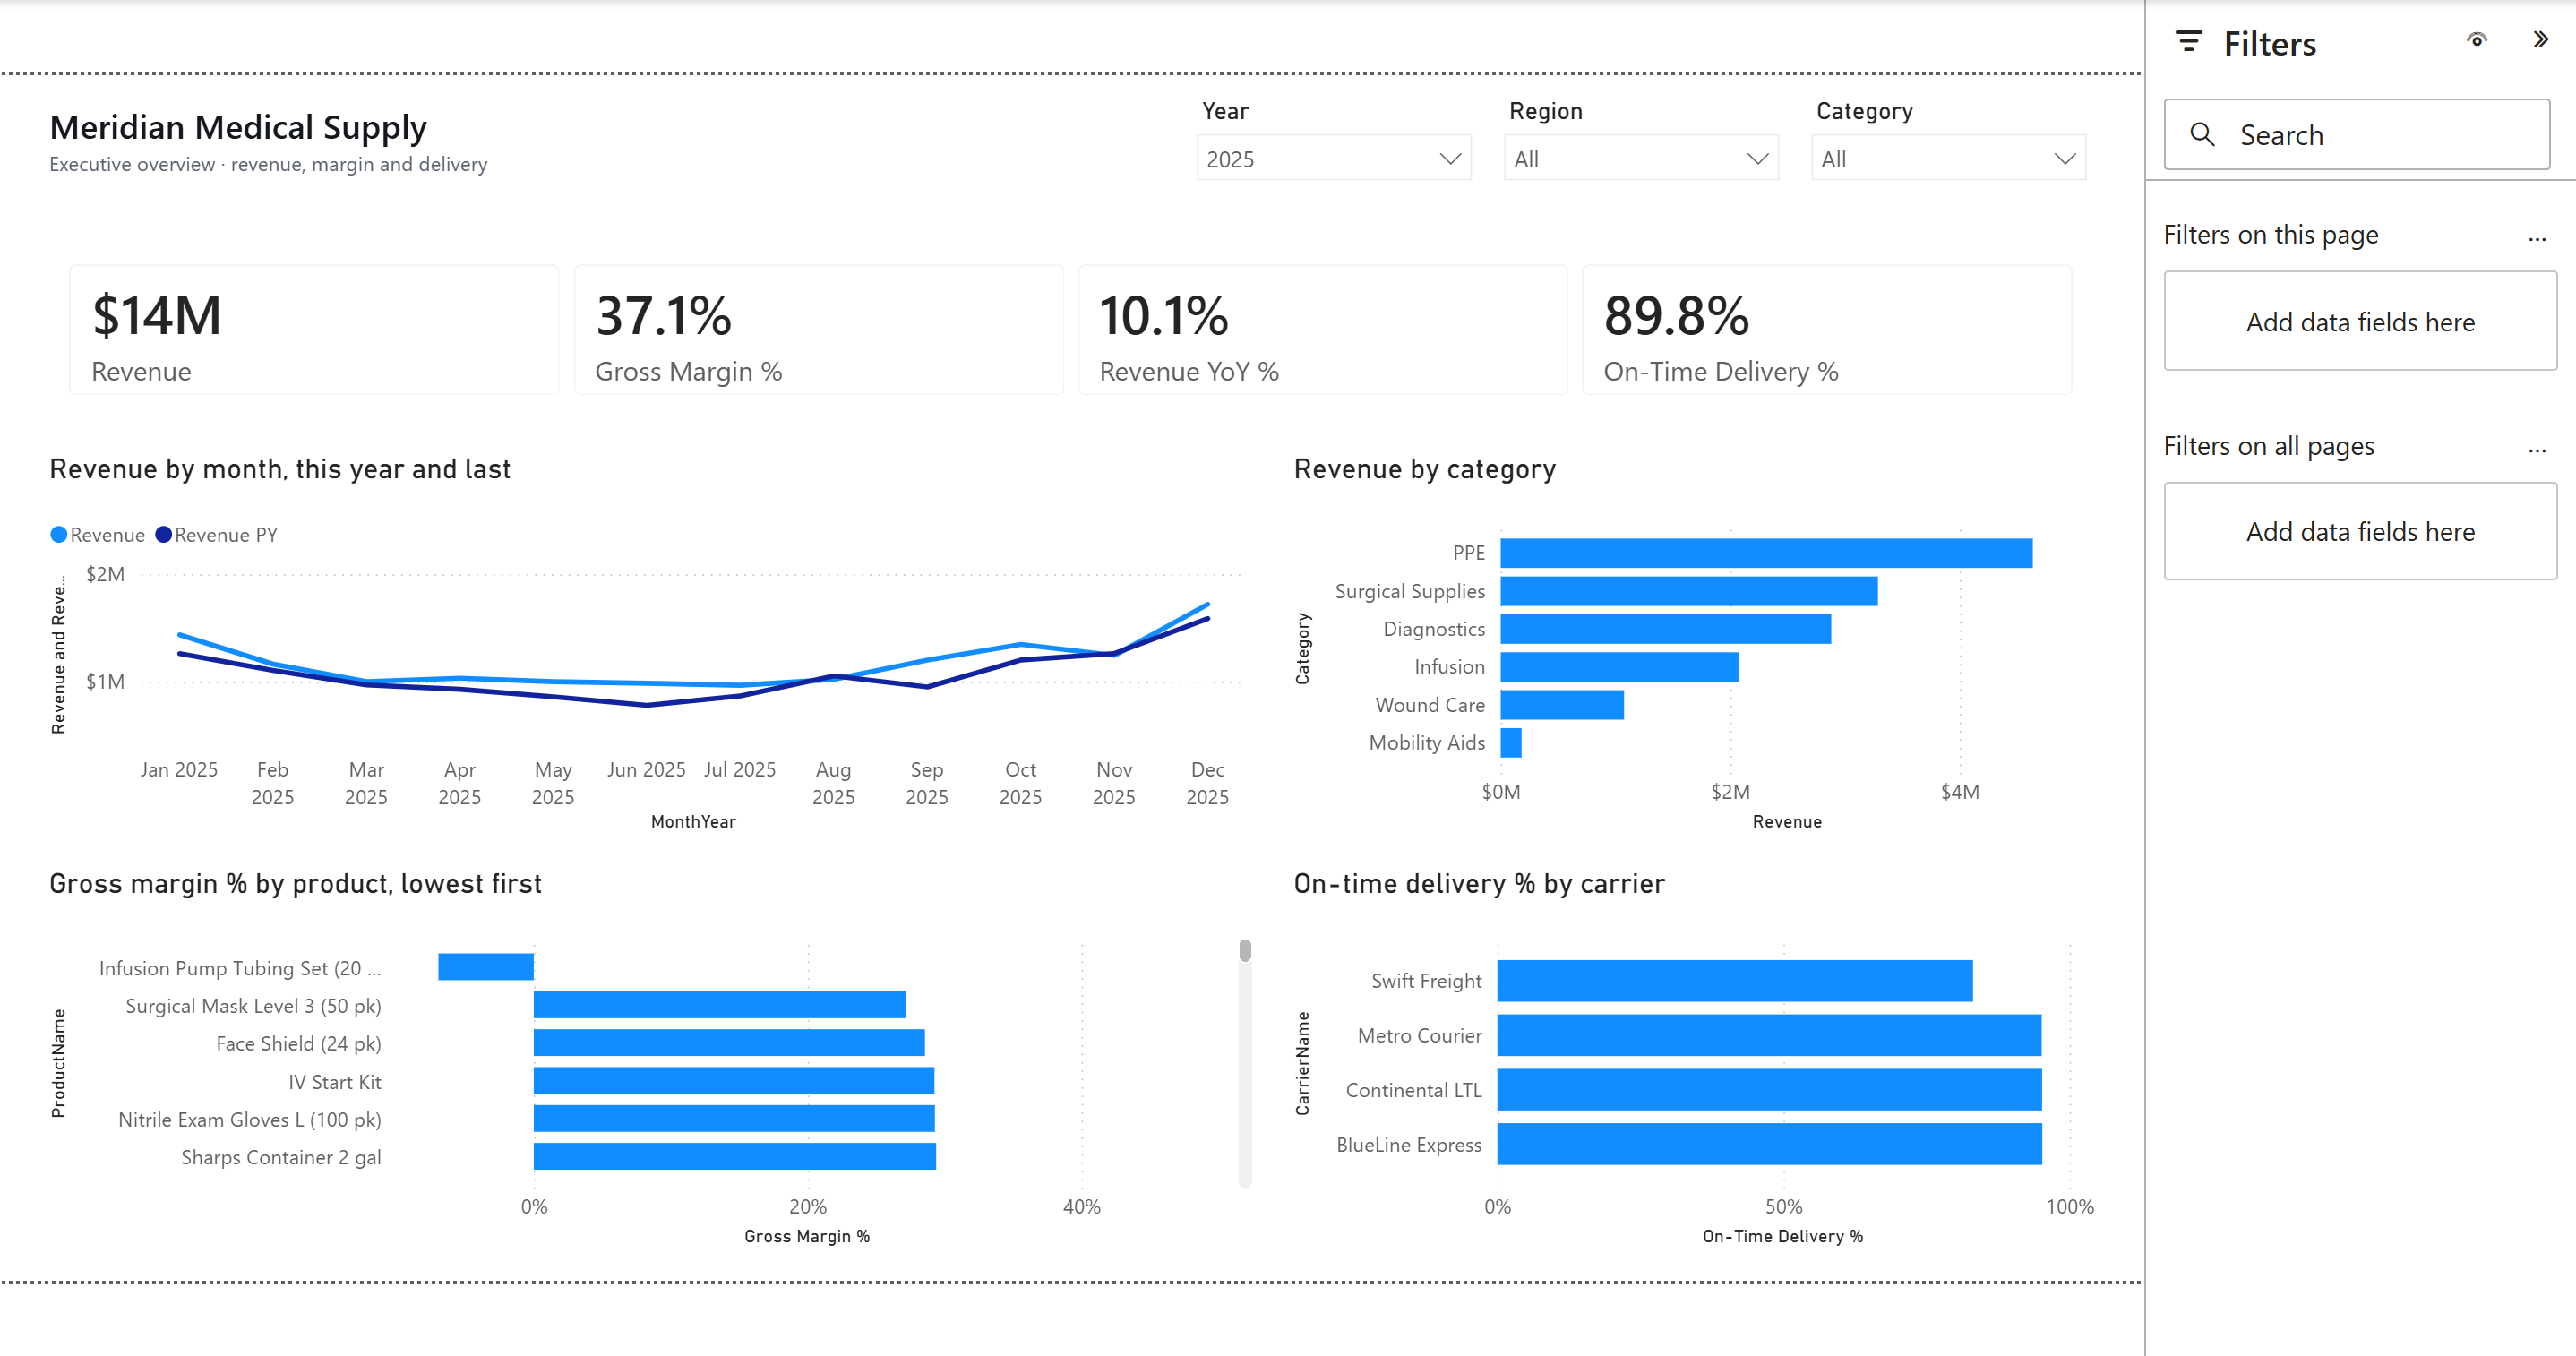 Filters
Search
Filters on this page
...
Add data fields here
Filters on all pages
...
Add data fields here
Meridian Medical Supply
Executive overview · revenue, margin and delivery
Year
2025
Region
All
Category
All
$14M
Revenue
37.1%
Gross Margin %
10.1%
Revenue YoY %
89.8%
On-Time Delivery %
Revenue by month, this year and last
Revenue
Revenue PY
Revenue and Reve...
$2M
$1M
Jan 2025
Feb 2025
Mar 2025
Apr 2025
May 2025
Jun 2025
Jul 2025
Aug 2025
Sep 2025
Oct 2025
Nov 2025
Dec 2025
MonthYear
Revenue by category
Category
PPE
Surgical Supplies
Diagnostics
Infusion
Wound Care
Mobility Aids
$0M
$2M
$4M
Revenue
Gross margin % by product, lowest first
ProductName
Infusion Pump Tubing Set (20 ...
Surgical Mask Level 3 (50 pk)
Face Shield (24 pk)
IV Start Kit
Nitrile Exam Gloves L (100 pk)
Sharps Container 2 gal
0%
20%
40%
Gross Margin %
On-time delivery % by carrier
CarrierName
Swift Freight
Metro Courier
Continental LTL
BlueLine Express
0%
50%
100%
On-Time Delivery %